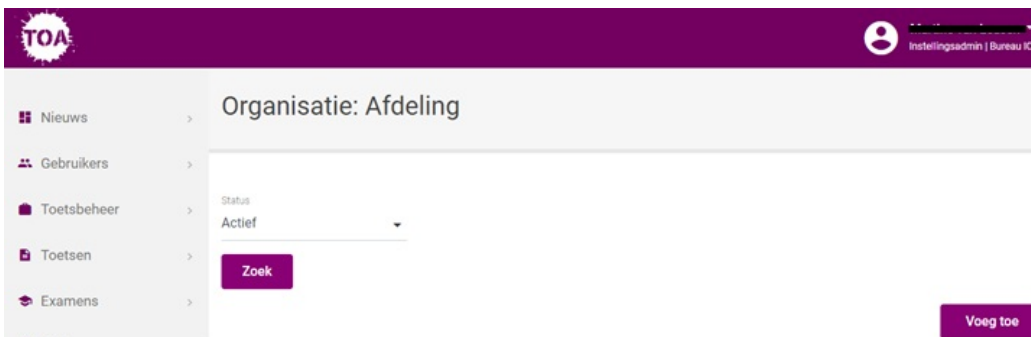 TOA
Instellingsadmin | Bureau IC
Organisatie: Afdeling
Nieuws
Gebruikers
Toetsbeheer
Toetsen
Examens
Status
Actief
Zoek
Voeg toe